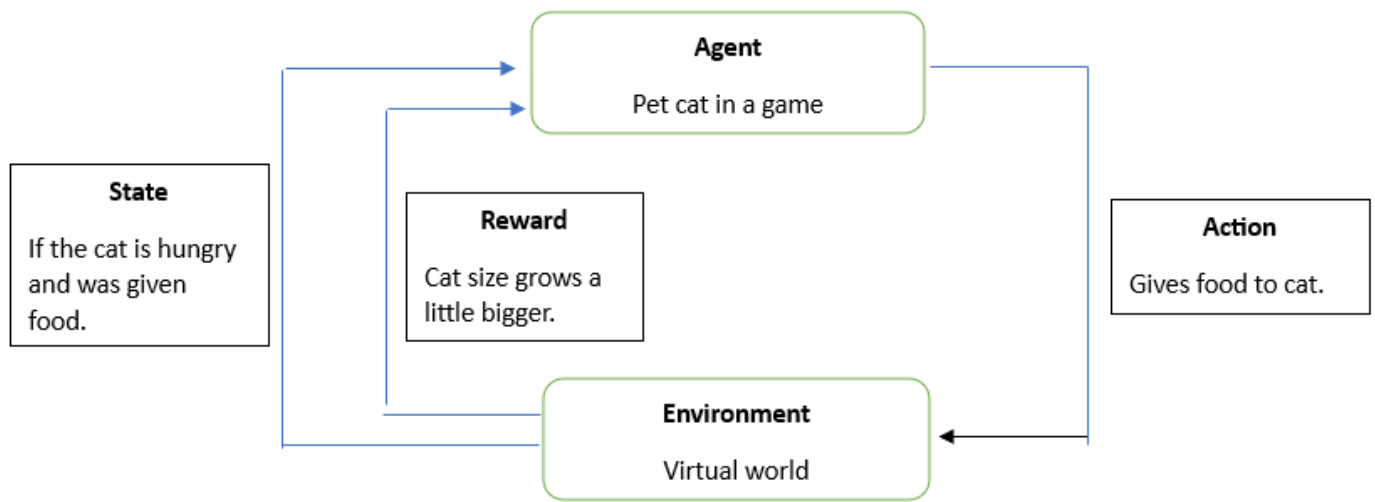 Agent
Pet cat in a game
State
If the cat is hungry
and was given
food.
Reward
Cat size grows a
little bigger.
Action
Gives food to cat.
Environment
Virtual world